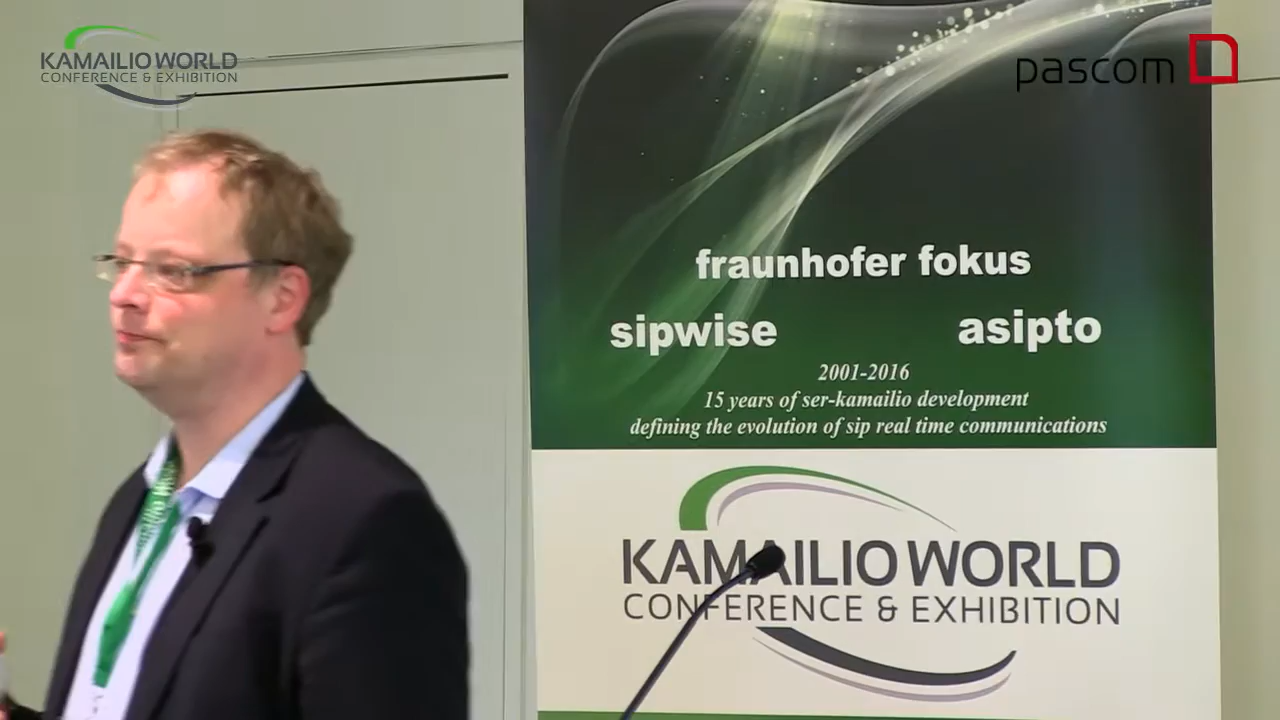 KAMAILIO WORLD
CONFERENCE & EXHIBITION
pascom
fraunhofer fokus
sipwise asipto
2001-2016
15 years of ser-kamailio development
defining the evolution of sip real time communications
KAMAILIO WORLD
CONFERENCE & EXHIBITION